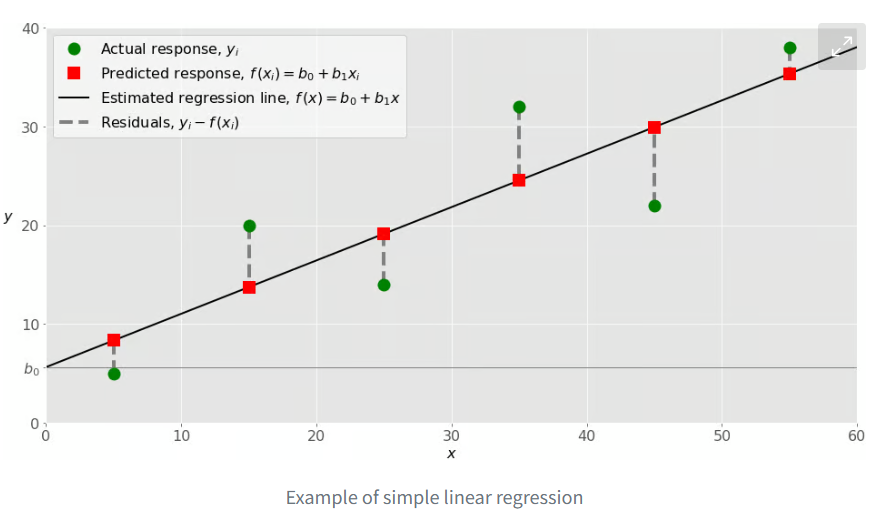 40
Actual response, yᵢ
Predicted response, f(xᵢ) = b₀ + b₁xᵢ
Estimated regression line, f(x) = b₀ + b₁x
Residuals, yᵢ − f(xᵢ)
30
y
20
10
b₀
0
0 10 20 30 40 50 60
x
Example of simple linear regression